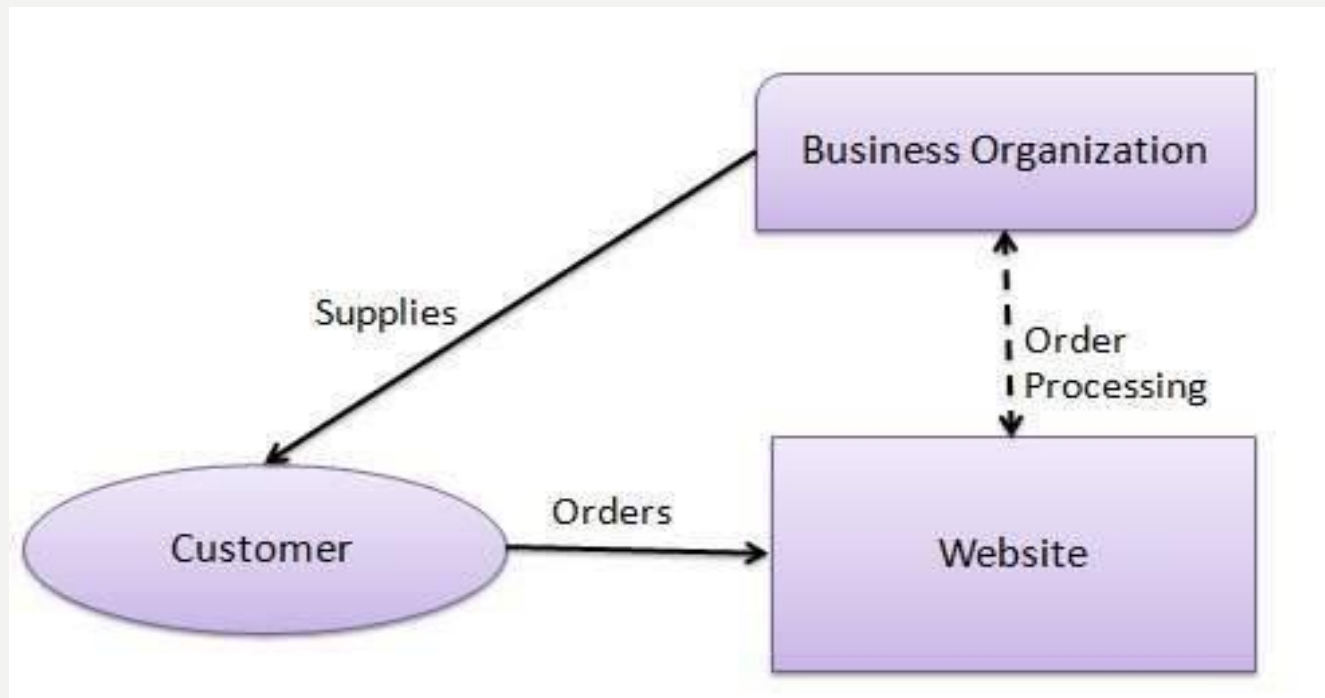 Business Organization
Supplies
Order
Processing
Orders
Customer
Website